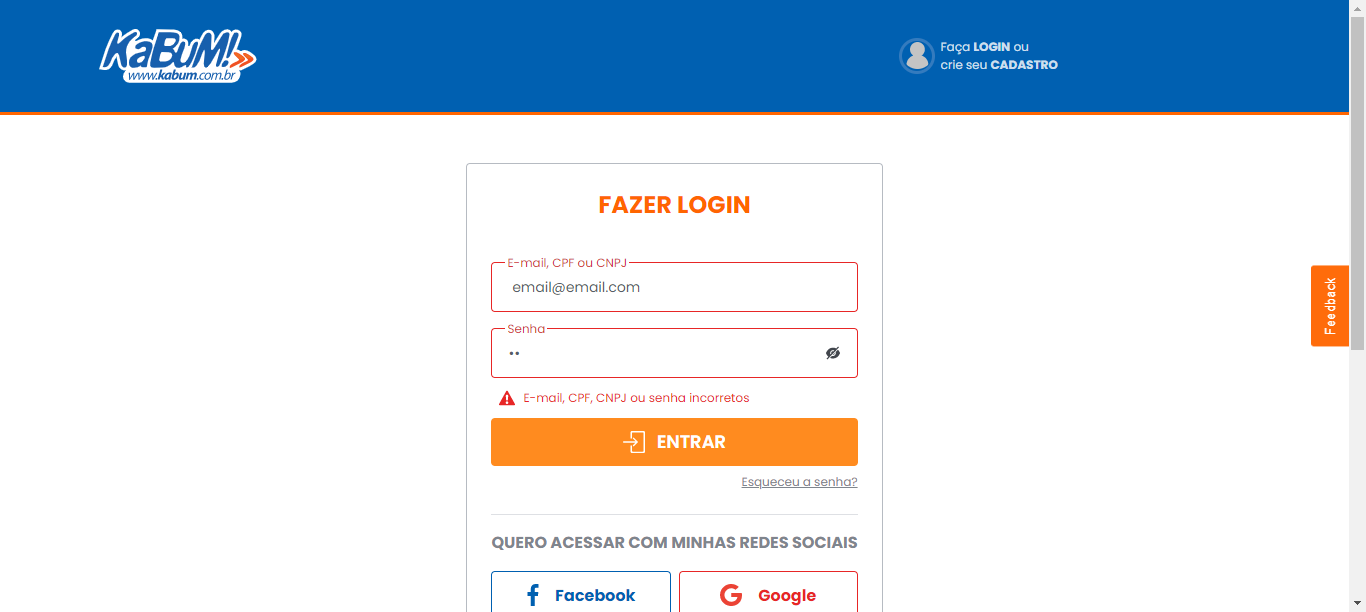 KaBuM!
www.kabum.com.br
Faça LOGIN ou
crie seu CADASTRO
FAZER LOGIN
E-mail, CPF ou CNPJ
email@email.com
Senha
••
E-mail, CPF, CNPJ ou senha incorretos
ENTRAR
Esqueceu a senha?
QUERO ACESSAR COM MINHAS REDES SOCIAIS
Facebook
Google
Feedback